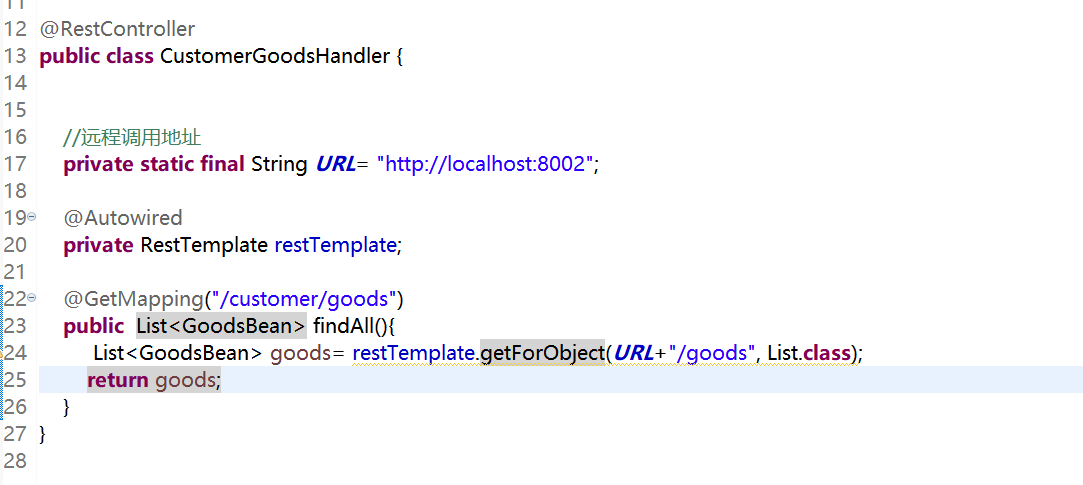 11
12 @RestController
13 public class CustomerGoodsHandler {
14
15
16 //远程调用地址
17 private static final String URL= "http://localhost:8002";
18
19 @Autowired
20 private RestTemplate restTemplate;
21
22 @GetMapping("/customer/goods")
23 public List<GoodsBean> findAll(){
24 List<GoodsBean> goods= restTemplate.getForObject(URL+"/goods", List.class);
25 return goods;
26 }
27 }
28